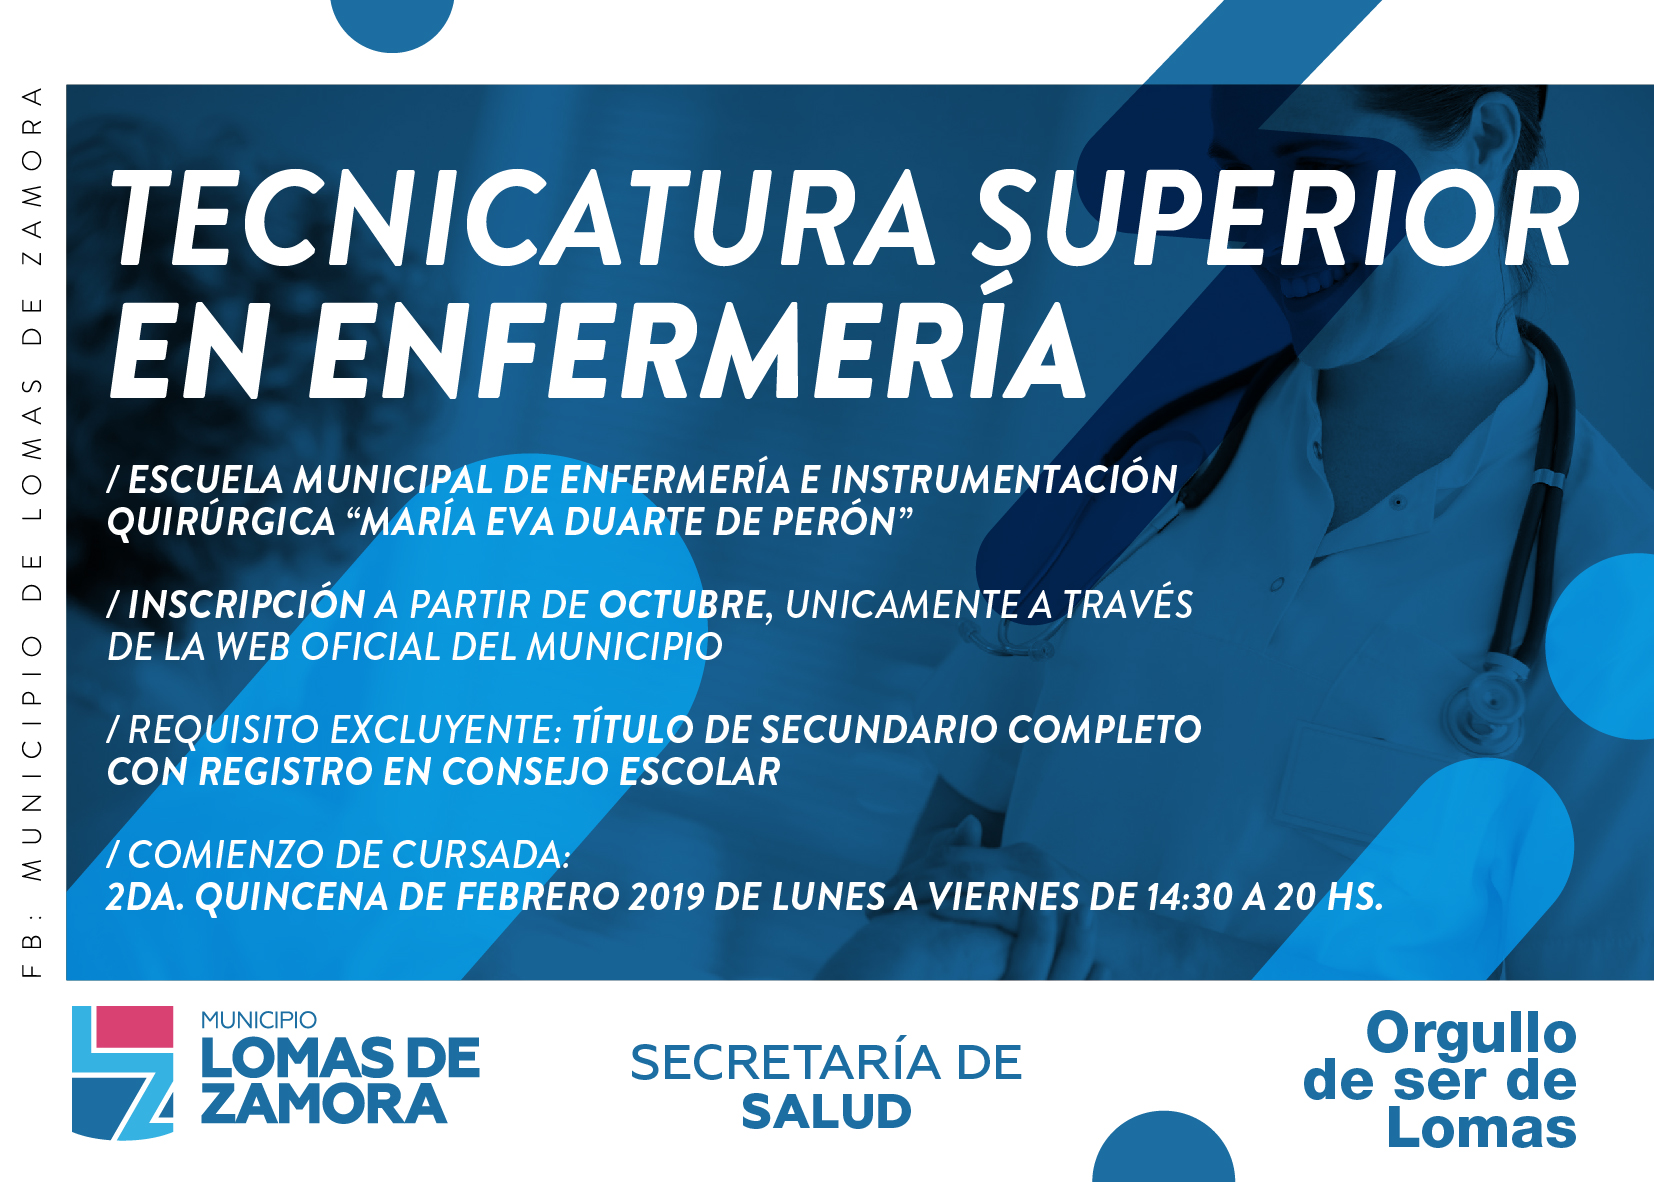 FB: MUNICIPIO DE LOMAS DE ZAMORA
TECNICATURA SUPERIOR
EN ENFERMERÍA
/ ESCUELA MUNICIPAL DE ENFERMERÍA E INSTRUMENTACIÓN
QUIRÚRGICA “MARÍA EVA DUARTE DE PERÓN”
/ INSCRIPCIÓN A PARTIR DE OCTUBRE, UNICAMENTE A TRAVÉS
DE LA WEB OFICIAL DEL MUNICIPIO
/ REQUISITO EXCLUYENTE: TÍTULO DE SECUNDARIO COMPLETO
CON REGISTRO EN CONSEJO ESCOLAR
/ COMIENZO DE CURSADA:
2DA. QUINCENA DE FEBRERO 2019 DE LUNES A VIERNES DE 14:30 A 20 HS.
MUNICIPIO
LOMAS DE
ZAMORA
SECRETARÍA DE
SALUD
Orgullo
de ser de
Lomas